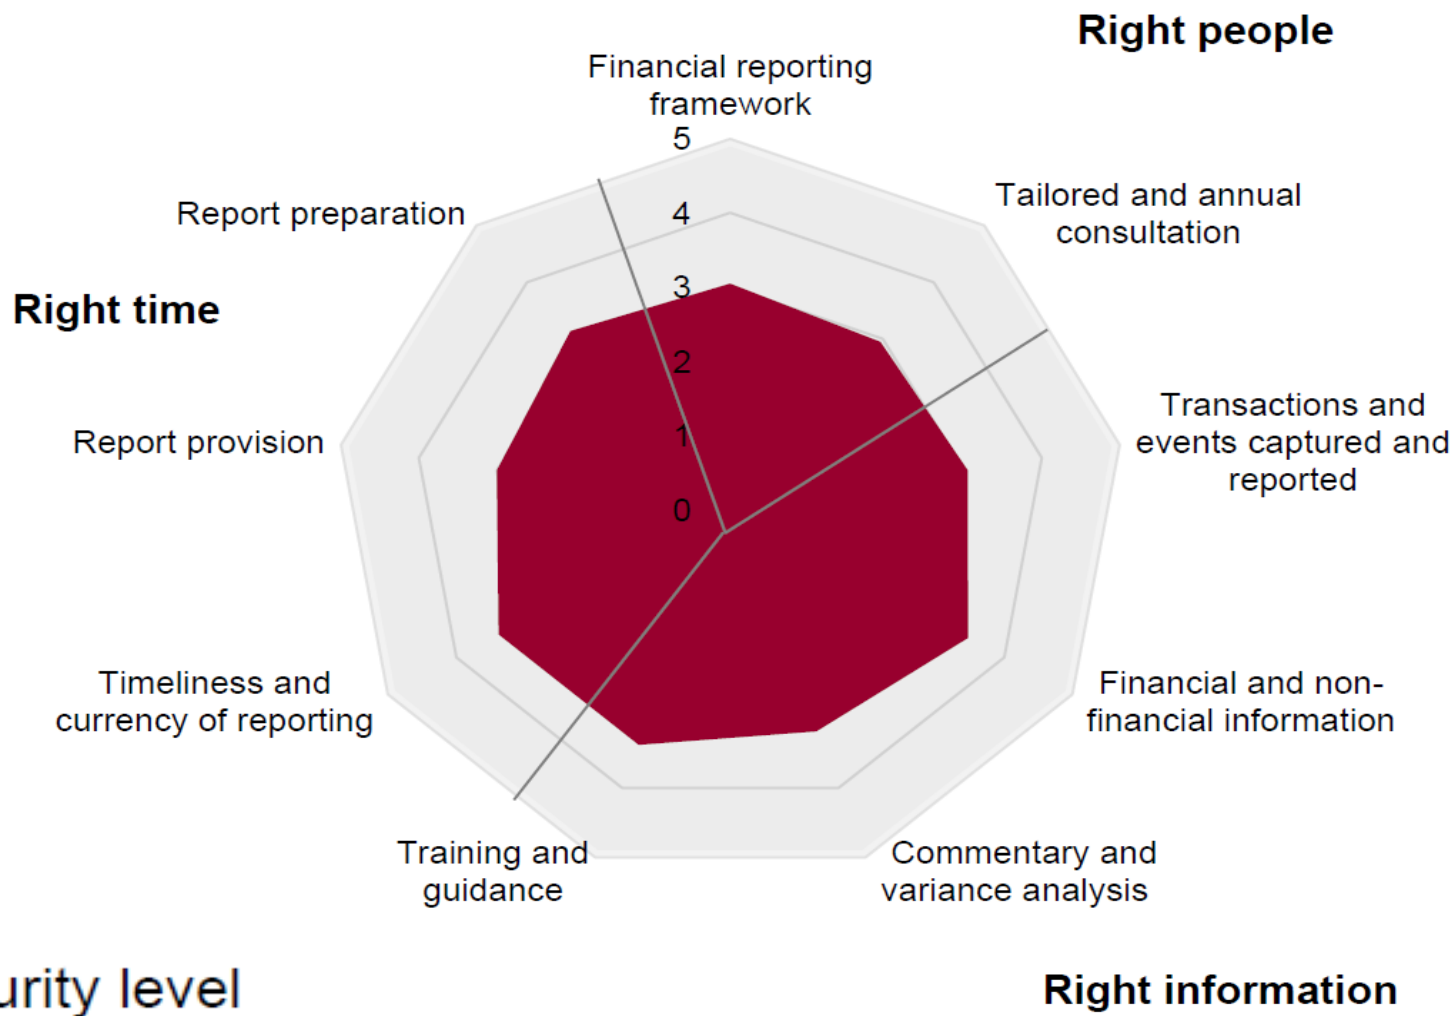 Right people
Financial reporting
framework
5
4
3
2
1
0
Tailored and annual
consultation
Transactions and
events captured and
reported
Financial and non-
financial information
Commentary and
variance analysis
Right information
Training and
guidance
Timeliness and
currency of reporting
Report provision
Right time
Report preparation
urity level